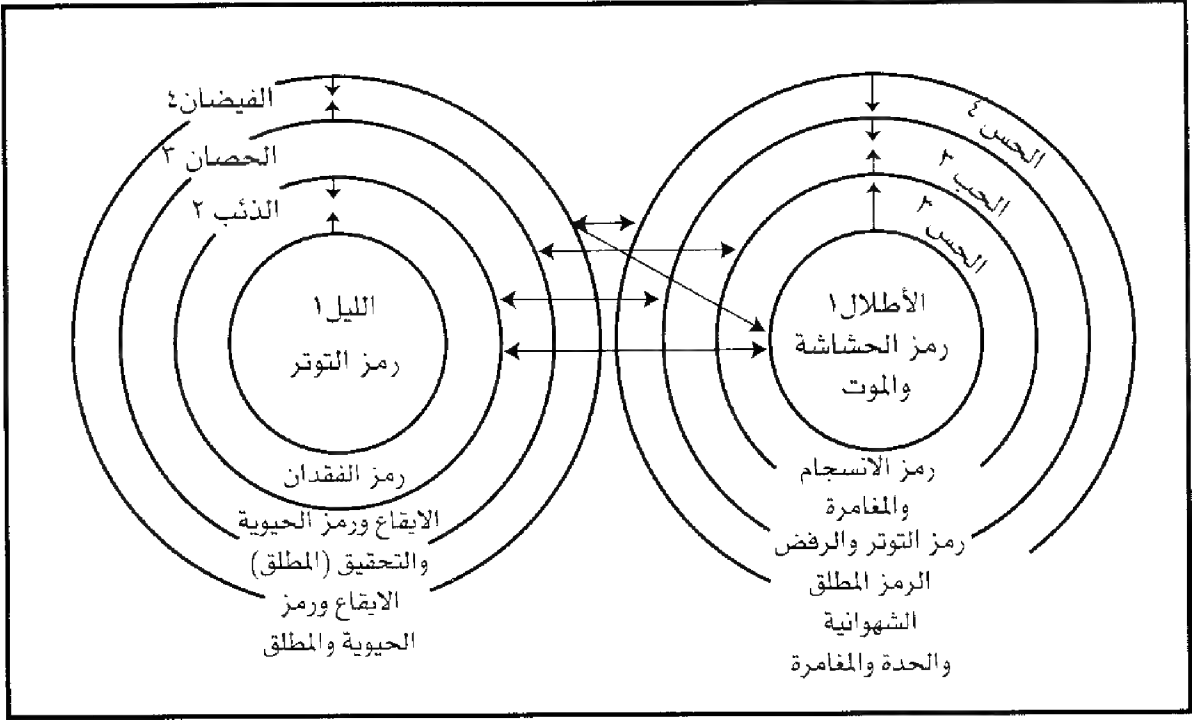 الأطلال١
رمز الحشاشة
والموت
الحس ٢
الحب ٣
الحس ٤
رمز الانسجام
والمغامرة
رمز التوتر والرفض
الرمز المطلق
الشهوانية
والحدة والمغامرة
الليل١
رمز التوتر
الذئب ٢
الحصان ٣
الفيضان٤
رمز الفقدان
الايقاع ورمز الحيوية
والتحقيق (المطلق)
الايقاع ورمز
الحيوية والمطلق